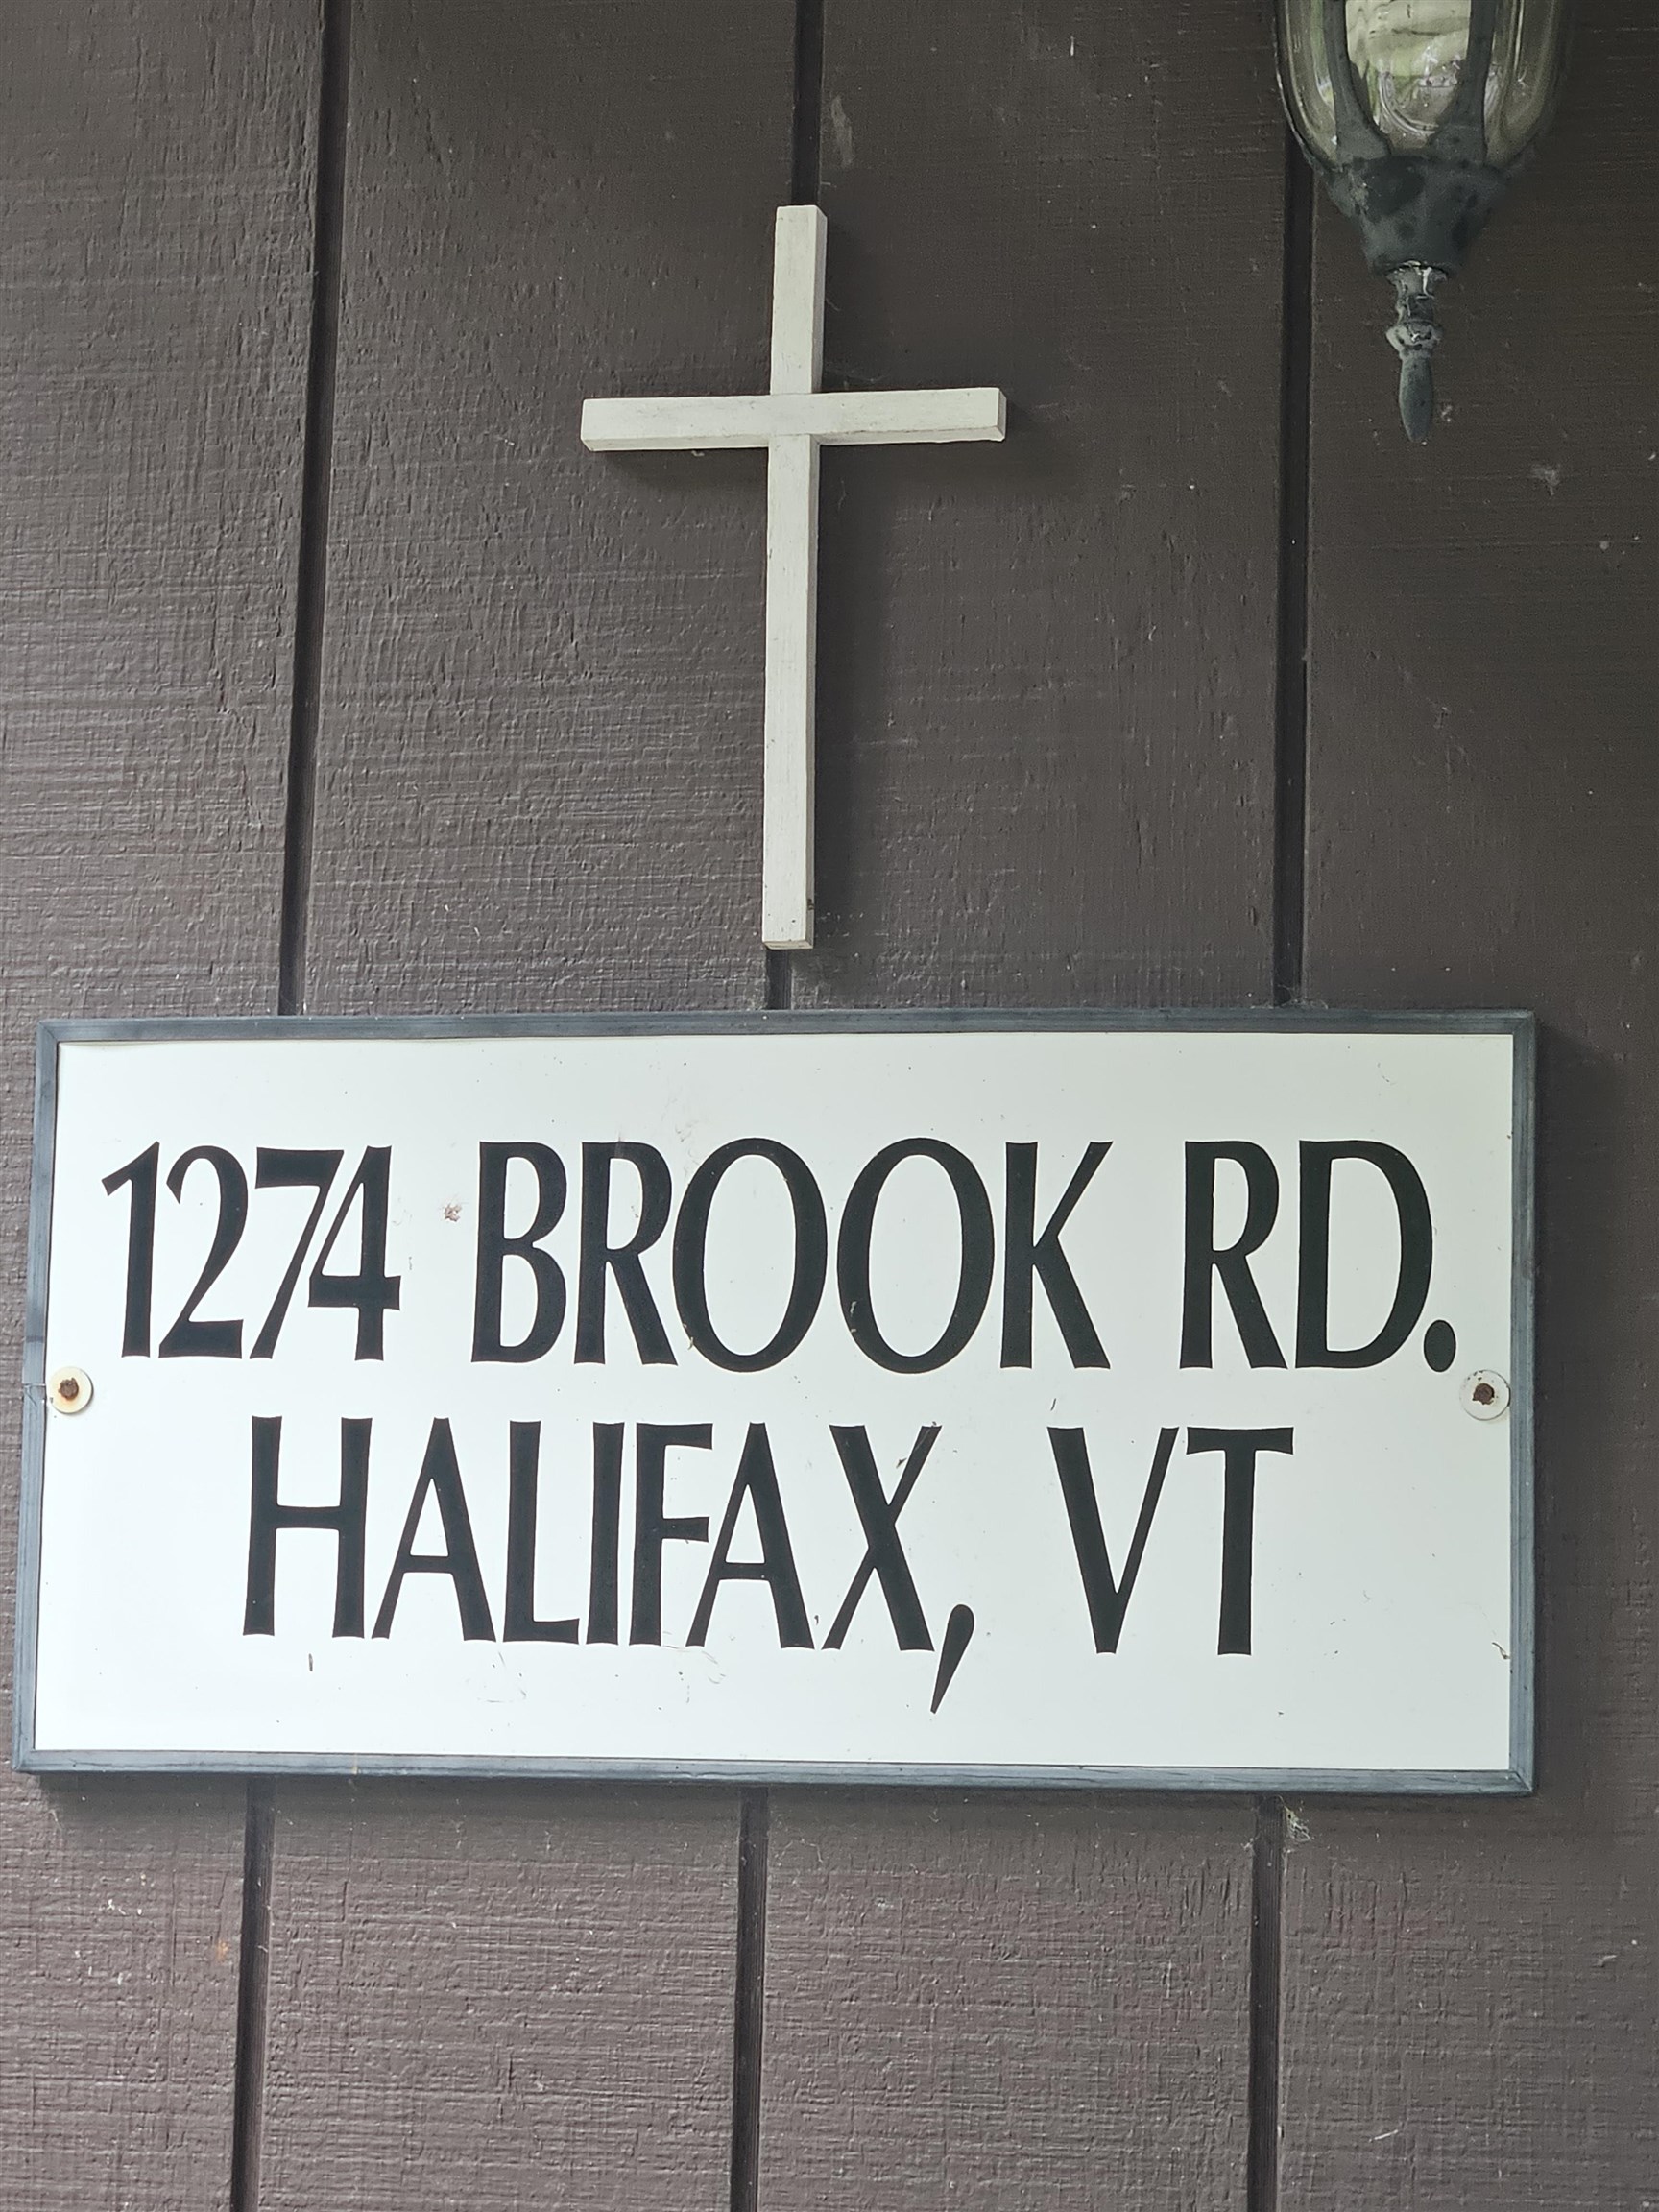 1274 BROOK RD.
HALIFAX, VT